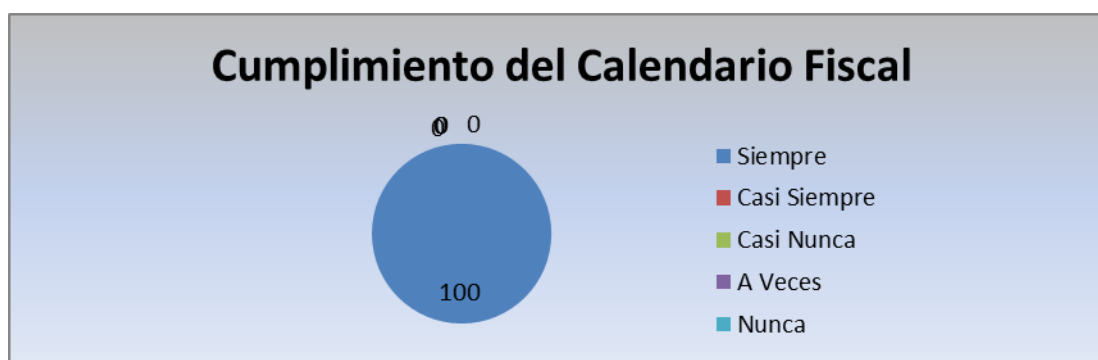 Cumplimiento del Calendario Fiscal
0 0
100
Siempre
Casi Siempre
Casi Nunca
A Veces
Nunca